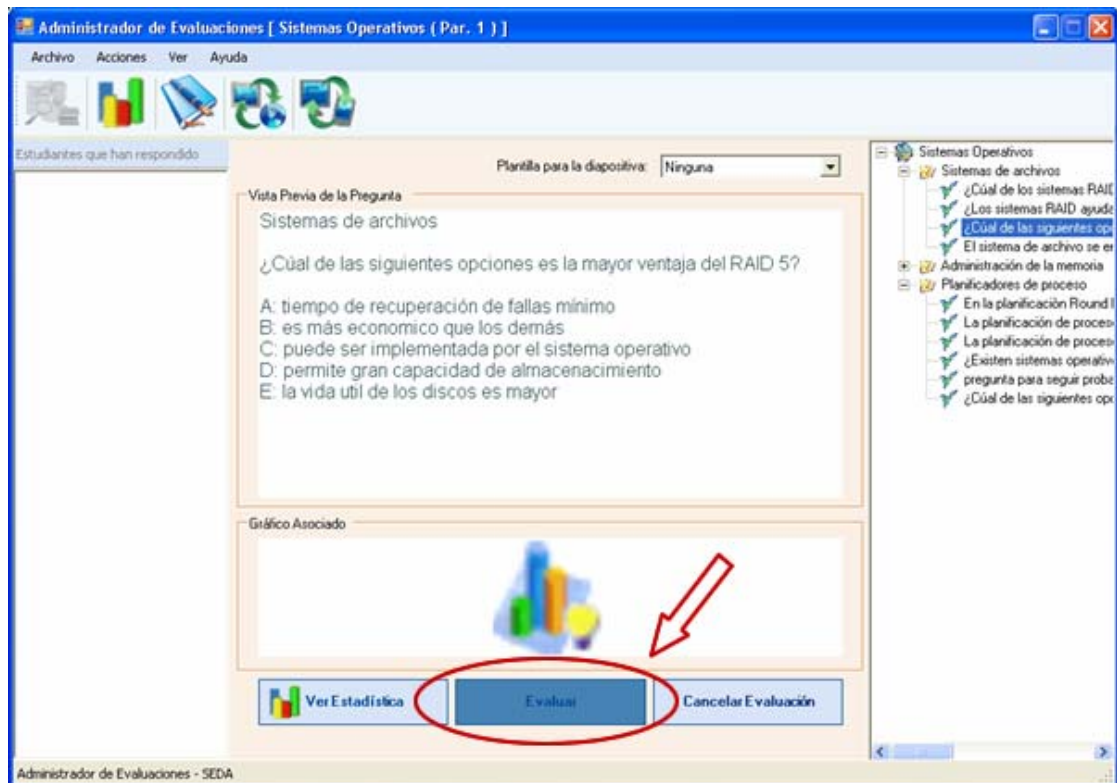 Administrador de Evaluaciones [ Sistemas Operativos ( Par. 1 ) ]
Archivo Acciones Ver Ayuda
Estudiantes que han respondido
Plantilla para la diapositiva: Ninguna
Vista Previa de la Pregunta
Sistemas de archivos
¿Cúal de las siguientes opciones es la mayor ventaja del RAID 5?
A: tiempo de recuperación de fallas mínimo
B: es más economico que los demás
C: puede ser implementada por el sistema operativo
D: permite gran capacidad de almacenacimiento
E: la vida util de los discos es mayor
Gráfico Asociado
Ver Estadística
Evaluar
Cancelar Evaluación
Sistemas Operativos
Sistemas de archivos
¿Cúal de los sistemas RAID
¿Los sistemas RAID ayuda
¿Cúal de las siguientes opc
El sistema de archivo se en
Administración de la memoria
Planificadores de proceso
En la planificación Round
La planificación de proces
La planificación de proces
¿Existen sistemas operativ
pregunta para seguir proba
¿Cúal de las siguientes opc
Administrador de Evaluaciones - SEDA